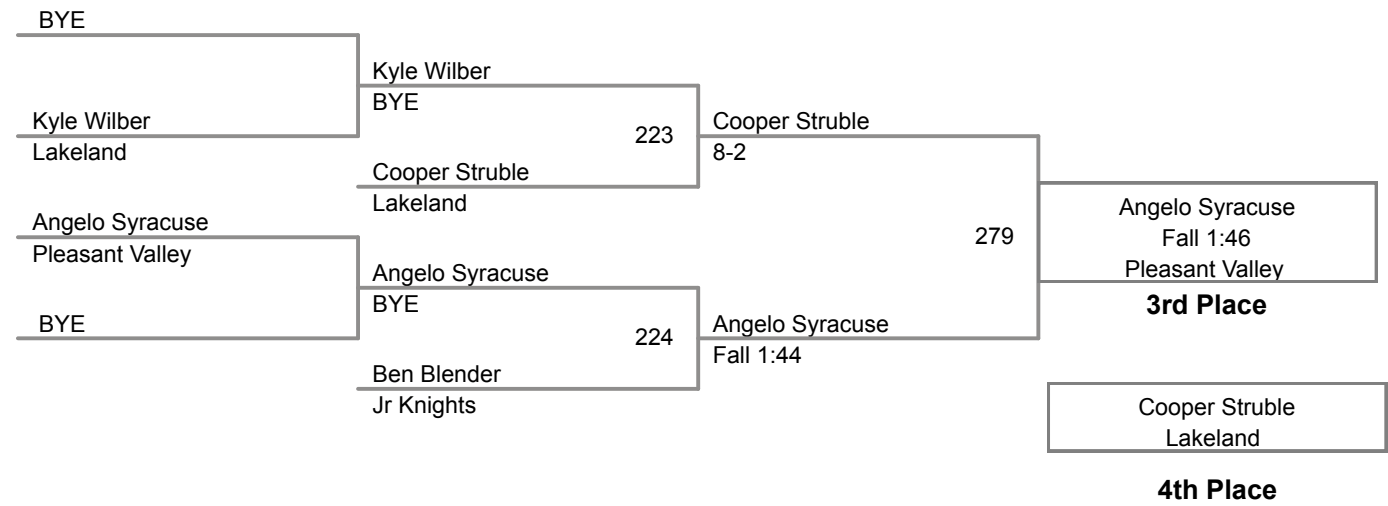 BYE
Kyle Wilber
BYE
Kyle Wilber
Lakeland
223
Cooper Struble
8-2
Cooper Struble
Lakeland
Angelo Syracuse
Pleasant Valley
279
Angelo Syracuse
Fall 1:46
Pleasant Valley
3rd Place
Angelo Syracuse
BYE
BYE
224
Angelo Syracuse
Fall 1:44
Ben Blender
Jr Knights
Cooper Struble
Lakeland
4th Place